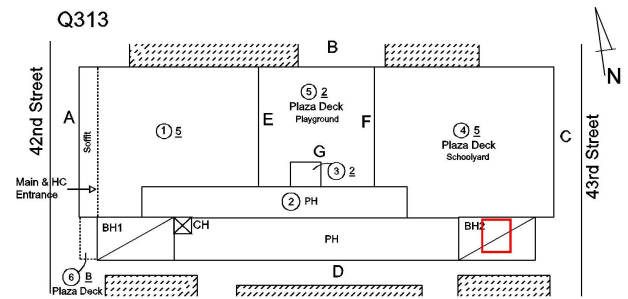 Q313
B
N
42nd Street
A
Soffit
1 5
E
5 2
Plaza Deck
Playground
F
4 5
Plaza Deck
Schoolyard
C
43rd Street
G
3 2
Main & HC
Entrance
2 PH
BH1
CH
PH
BH2
6 B
Plaza Deck
D